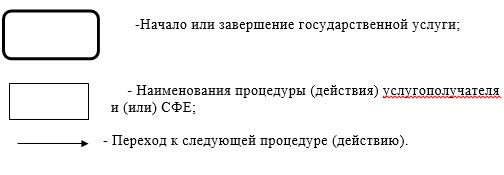 -Начало или завершение государственной услуги;
- Наименования процедуры (действия) услугополучателя
и (или) СФЕ;
- Переход к следующей процедуре (действию).